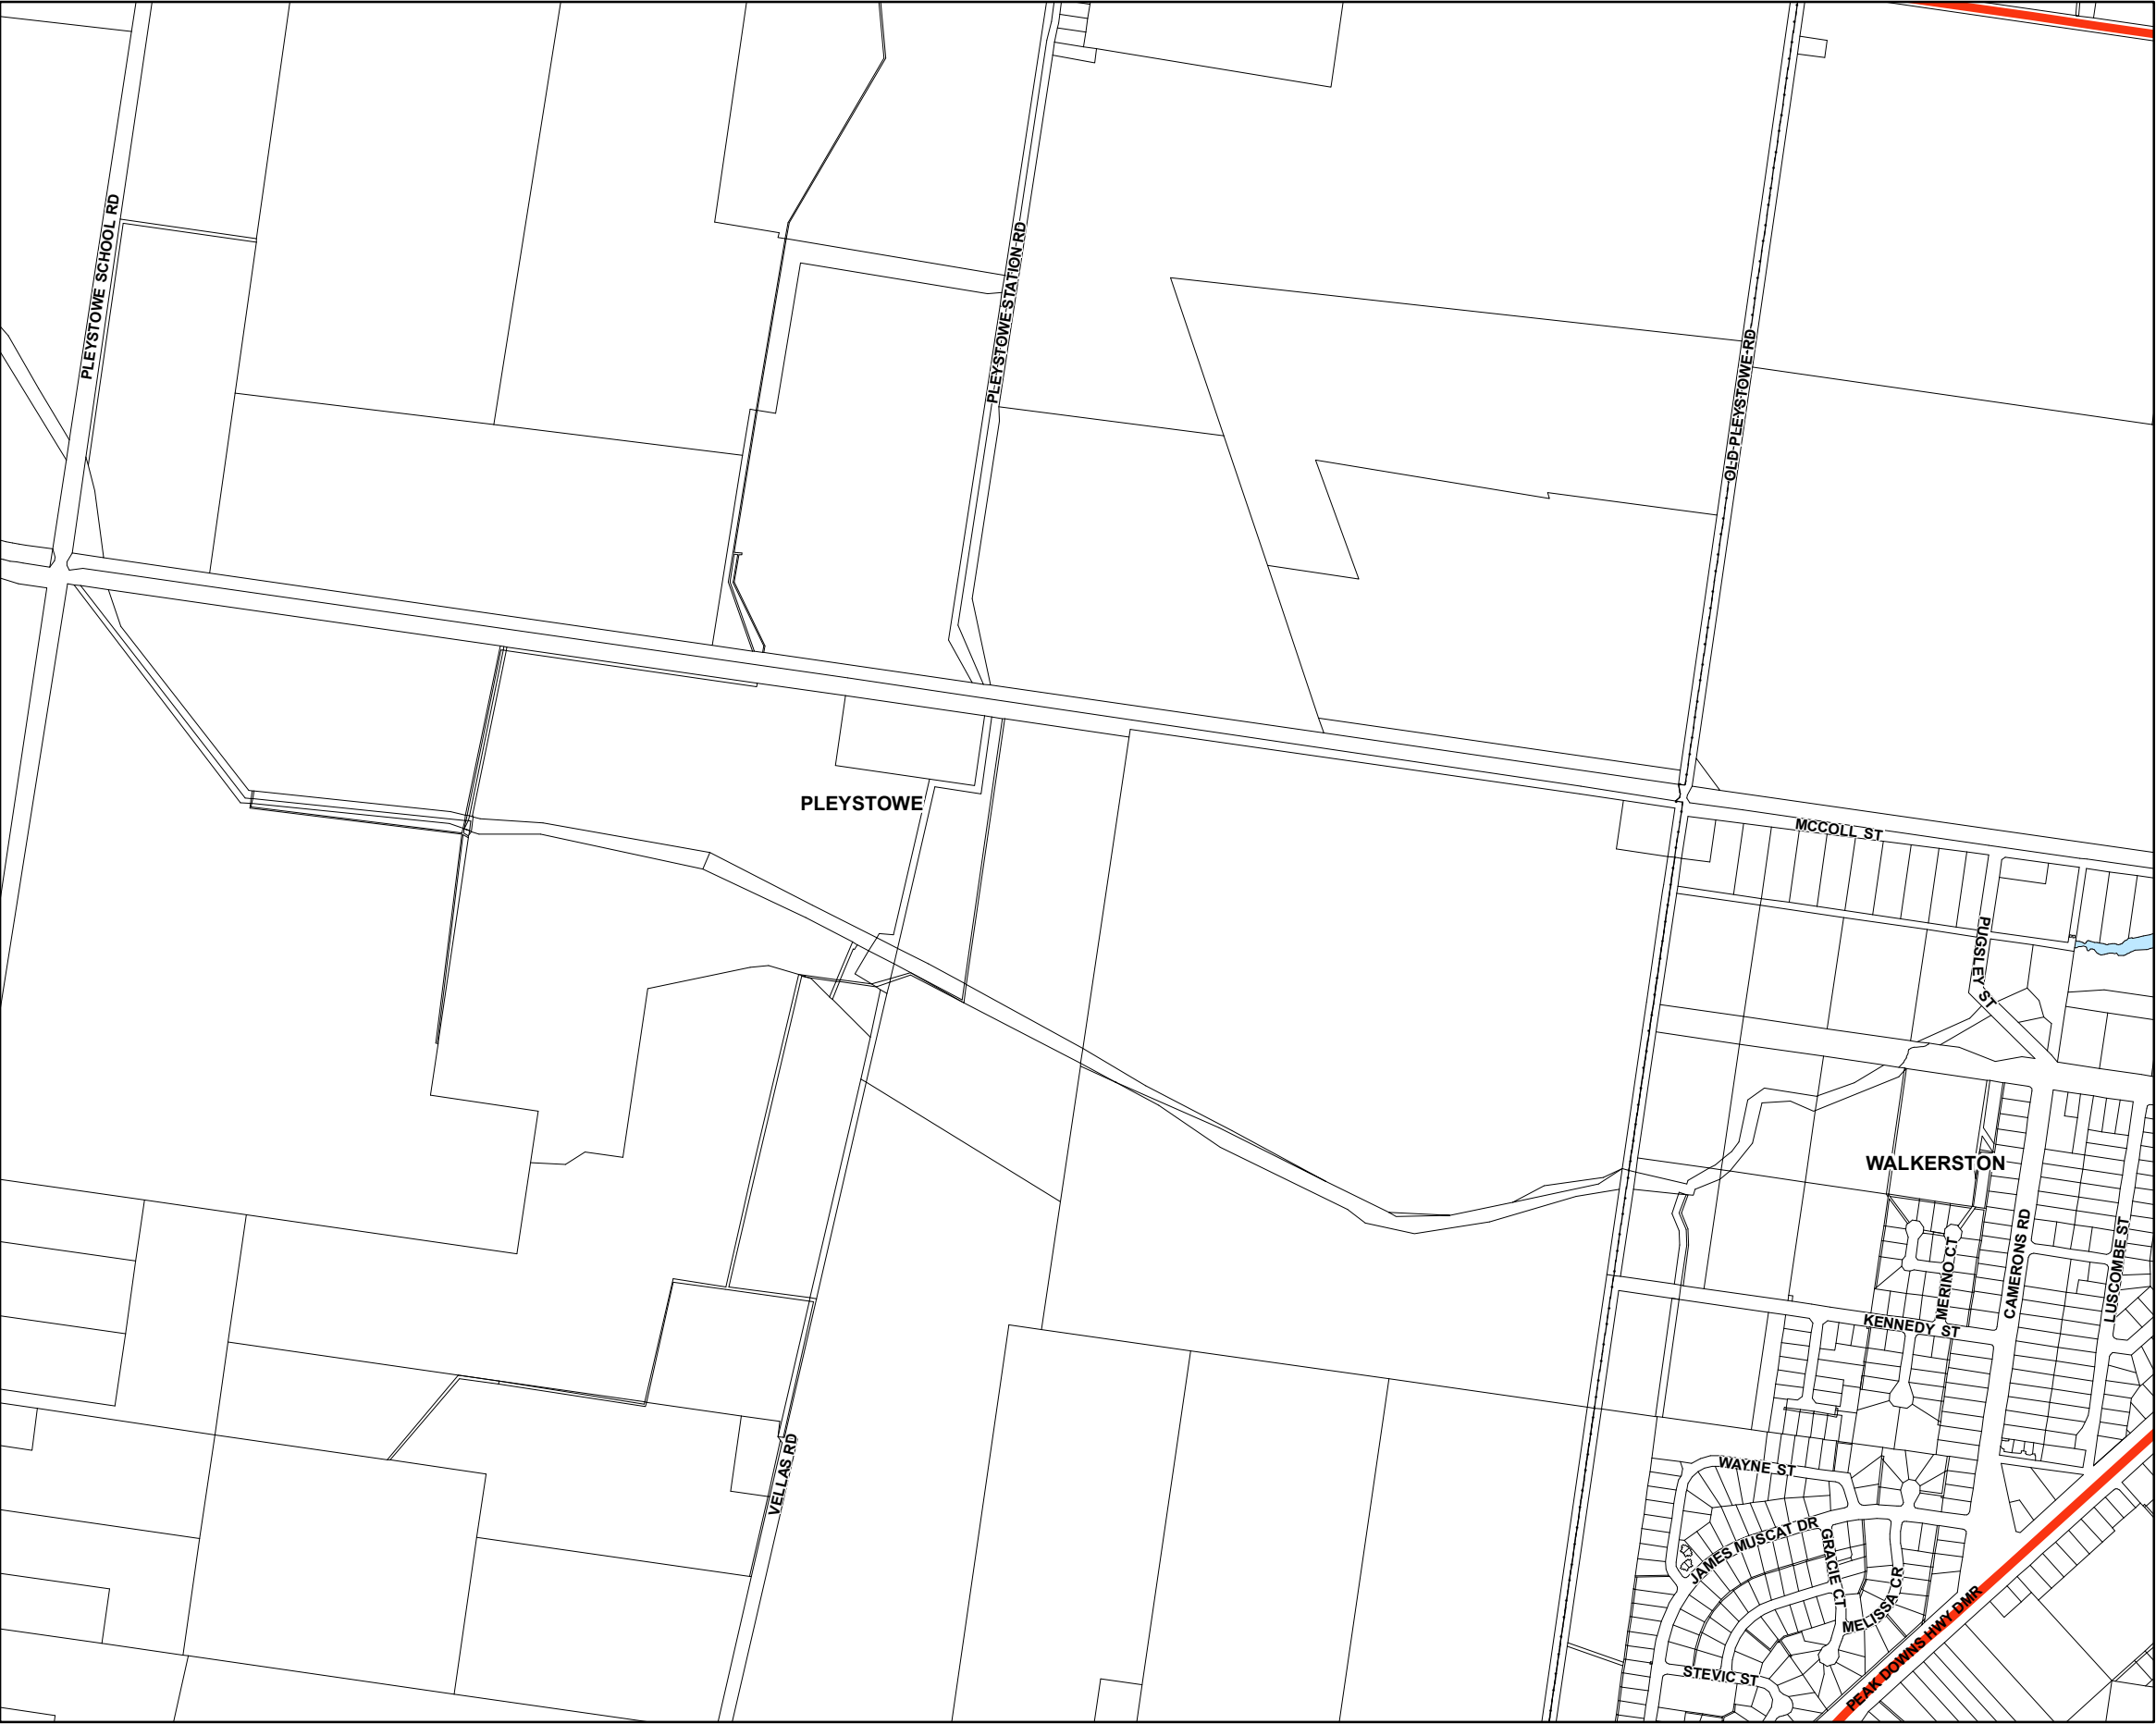 PLEYSTOWE SCHOOL RD
PLEYSTOWE STATION RD
OLD PLEYSTOWE RD
PLEYSTOWE
MCCOLL ST
PUGSLEY ST
WALKERSTON
CAMERONS RD
LUSCOMBE ST
MERINO CT
KENNEDY ST
VELLAS RD
WAYNE ST
JAMES MUSCAT DR
GRACIE CT
MELISSA CR
STEVIC ST
PEAK DOWNS HWY DMR